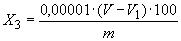 X₃ = 0,00001·(V – V₁)·100 / m